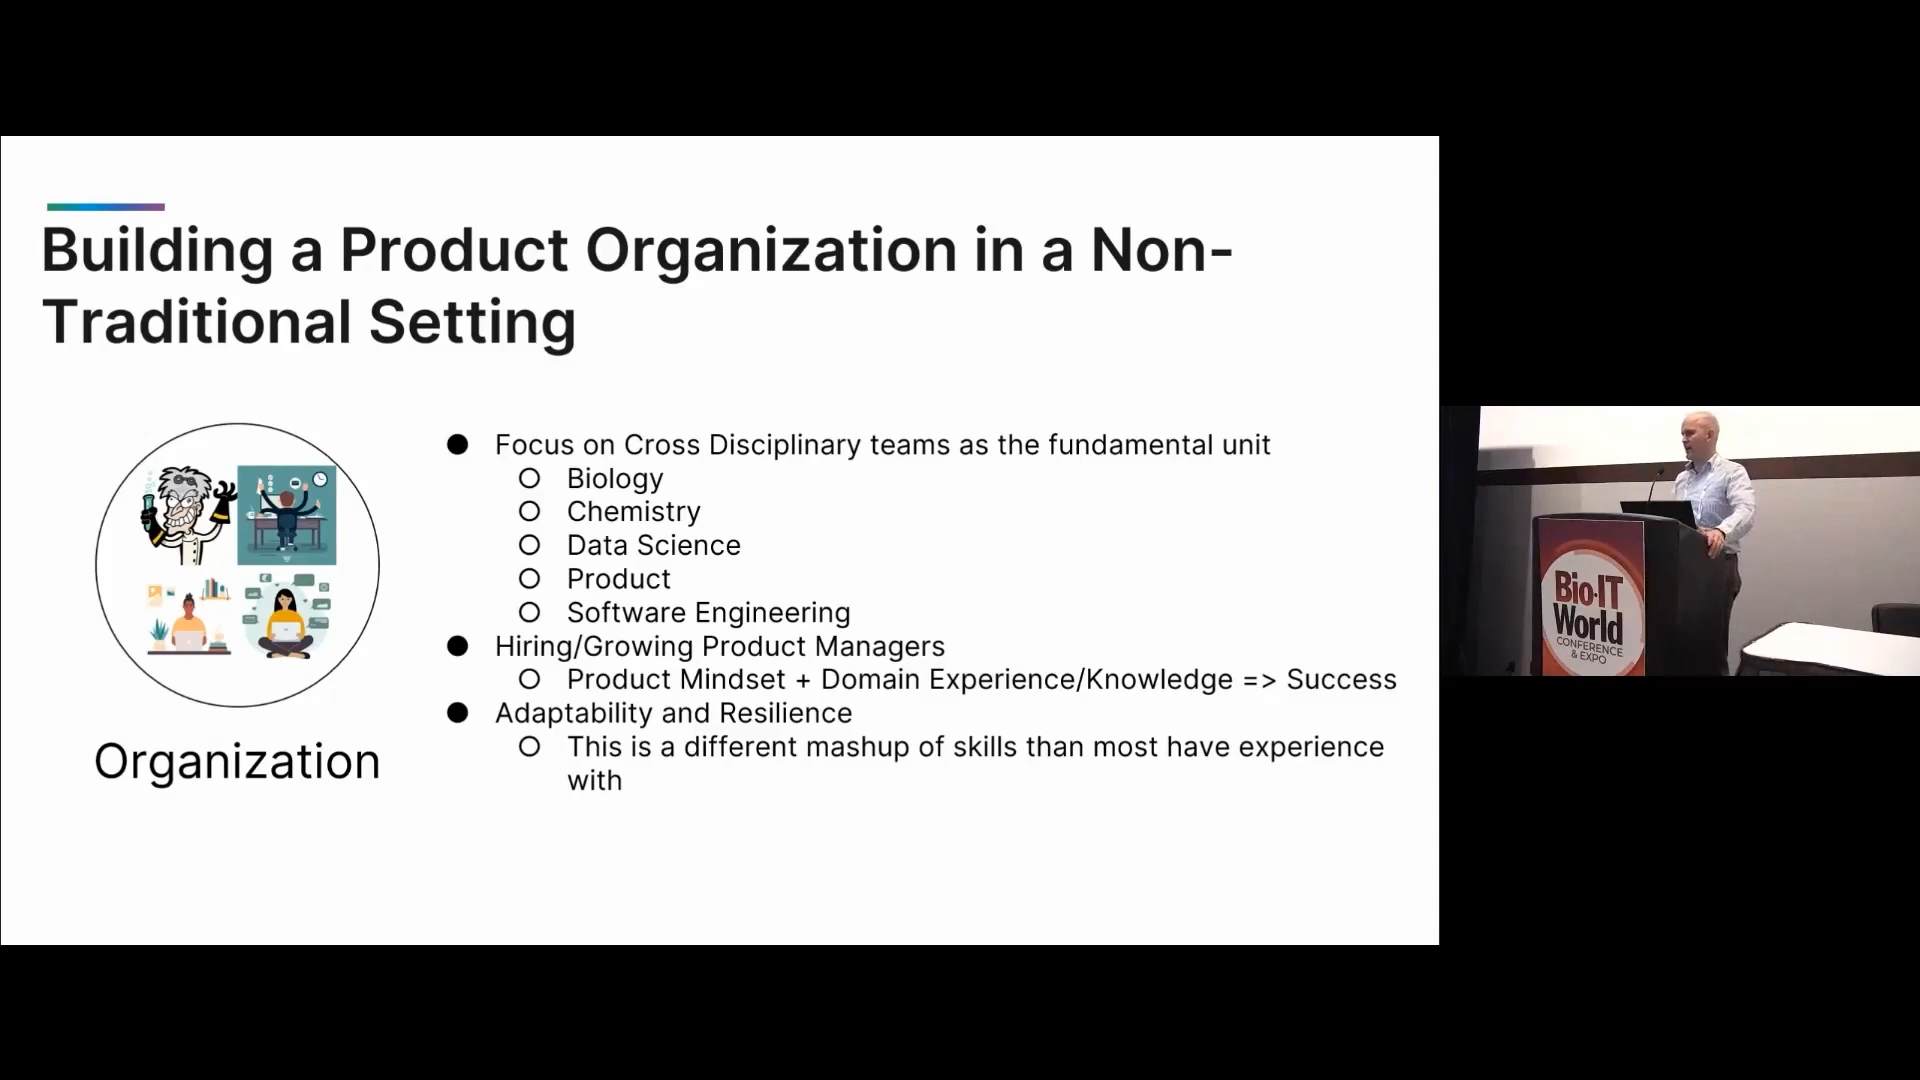 Building a Product Organization in a Non-
Traditional Setting
Organization
● Focus on Cross Disciplinary teams as the fundamental unit
○ Biology
○ Chemistry
○ Data Science
○ Product
○ Software Engineering
● Hiring/Growing Product Managers
○ Product Mindset + Domain Experience/Knowledge => Success
● Adaptability and Resilience
○ This is a different mashup of skills than most have experience
with
Bio-IT
World
CONFERENCE
& EXPO